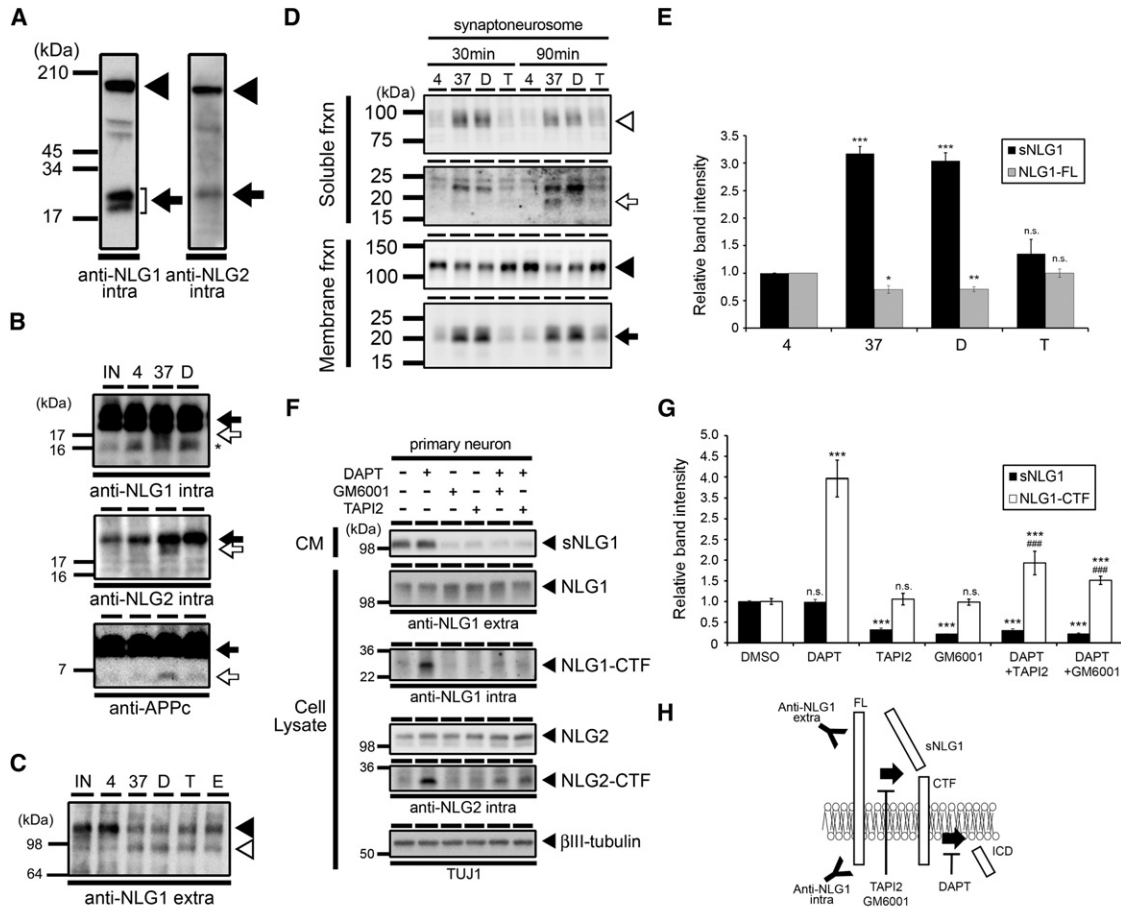 A
(kDa)
210
45
34
17
anti-NLG1
intra
anti-NLG2
intra
B
IN 4 37 D
(kDa)
17
16
*
anti-NLG1 intra
17
16
anti-NLG2 intra
7
anti-APPc
C
IN 4 37 D T E
(kDa)
98
64
anti-NLG1 extra
D
synaptoneurosome
30min 90min
4 37 D T 4 37 D T
(kDa)
Soluble frxn
100
75
25
20
15
Membrane frxn
150
100
25
20
15
E
Relative band intensity
3.5
3.0
2.5
2.0
1.5
1.0
0.5
0
sNLG1
NLG1-FL
***
*
***
**
n.s.
n.s.
4 37 D T
F
primary neuron
DAPT - + - - + +
GM6001 - - + - + -
TAPI2 - - - + - +
(kDa)
CM
98
sNLG1
Cell
Lysate
98
NLG1
anti-NLG1 extra
36
22
NLG1-CTF
anti-NLG1 intra
98
NLG2
36
NLG2-CTF
anti-NLG2 intra
50
βIII-tubulin
TUJ1
G
Relative band intensity
5.0
4.5
4.0
3.5
3.0
2.5
2.0
1.5
1.0
0.5
0
sNLG1
NLG1-CTF
n.s.
***
***
n.s.
***
n.s.
***
***
###
***
***
###
DMSO DAPT TAPI2 GM6001 DAPT DAPT
+TAPI2 +GM6001
H
Anti-NLG1
extra
FL
sNLG1
CTF
ICD
Anti-NLG1
intra
TAPI2
GM6001
DAPT